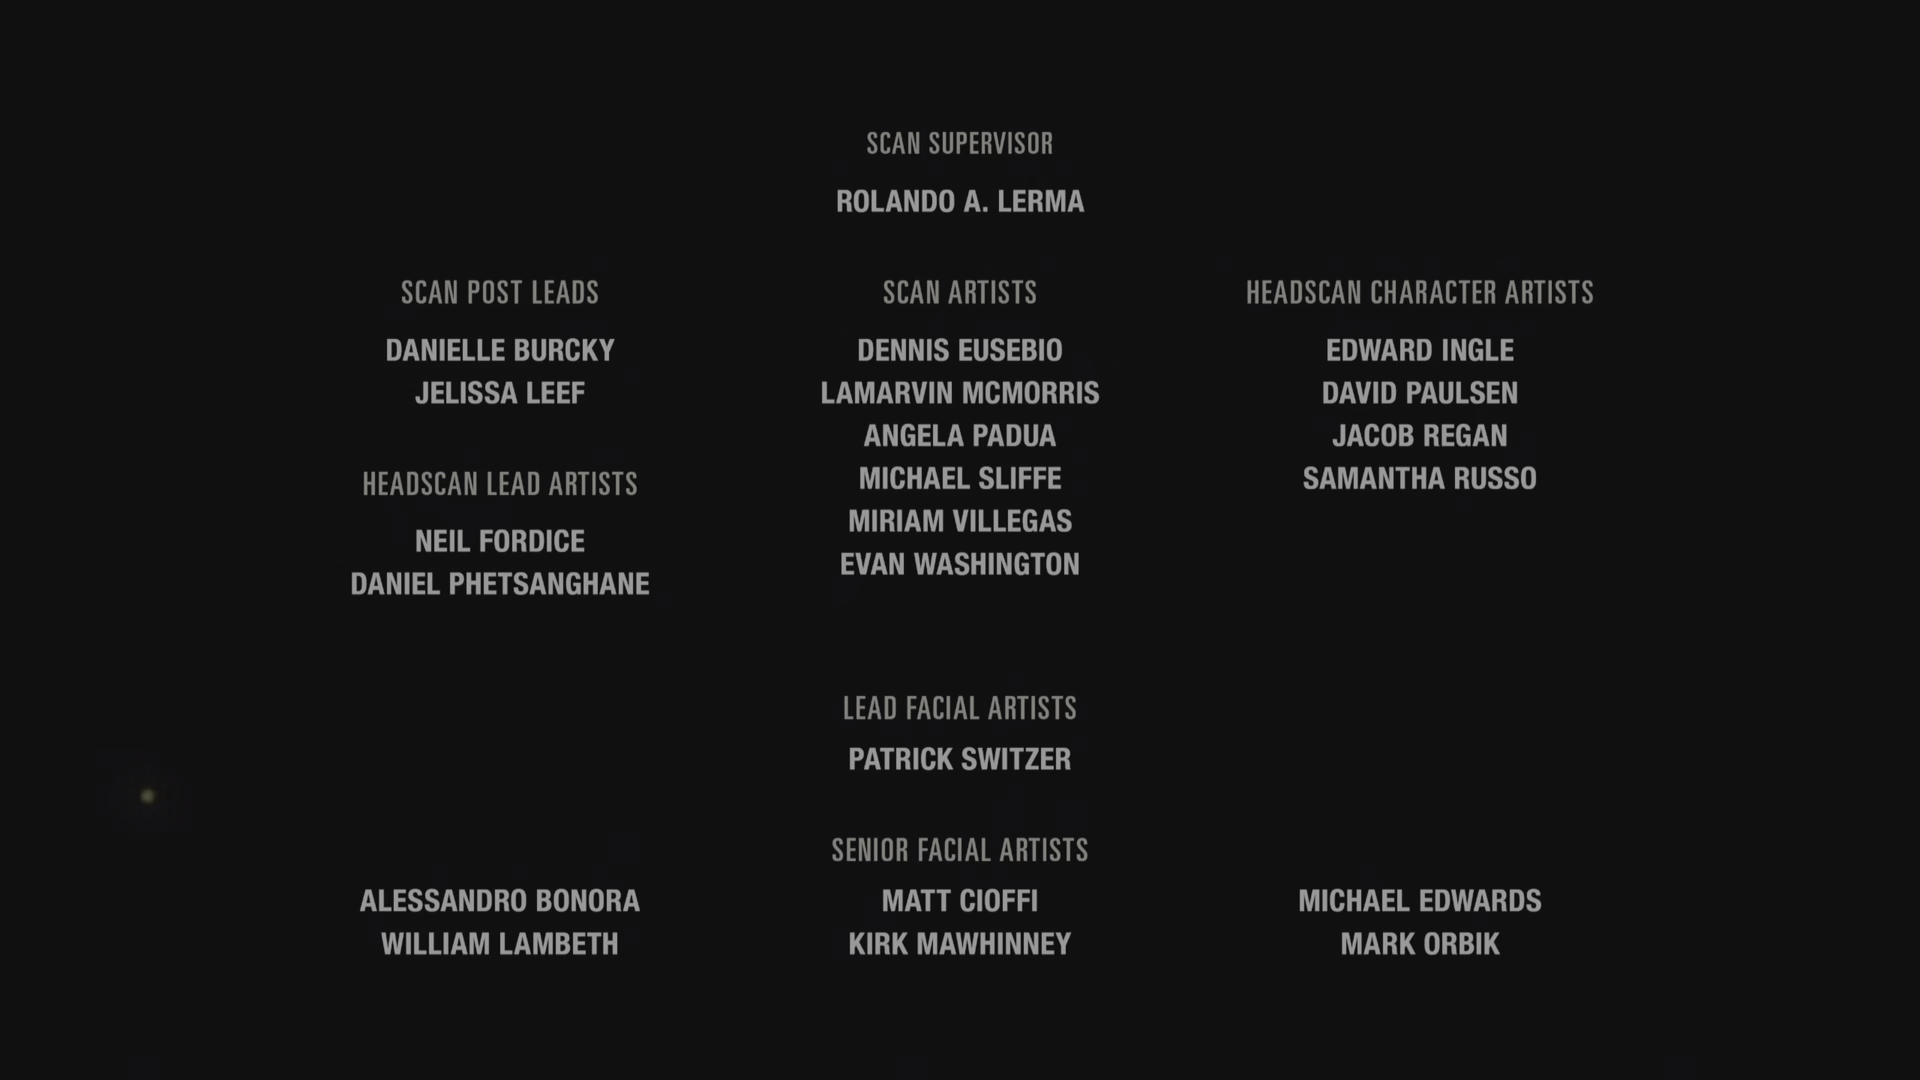 SCAN SUPERVISOR
ROLANDO A. LERMA
SCAN POST LEADS
DANIELLE BURCKY
JELISSA LEEF
HEADSCAN LEAD ARTISTS
NEIL FORDICE
DANIEL PHETSANGHANE
SCAN ARTISTS
DENNIS EUSEBIO
LAMARVIN MCMORRIS
ANGELA PADUA
MICHAEL SLIFFE
MIRIAM VILLEGAS
EVAN WASHINGTON
HEADSCAN CHARACTER ARTISTS
EDWARD INGLE
DAVID PAULSEN
JACOB REGAN
SAMANTHA RUSSO
LEAD FACIAL ARTISTS
PATRICK SWITZER
SENIOR FACIAL ARTISTS
ALESSANDRO BONORA
WILLIAM LAMBETH
MATT CIOFFI
KIRK MAWHINNEY
MICHAEL EDWARDS
MARK ORBIK